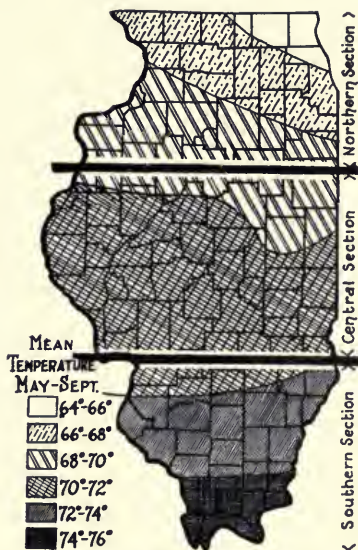 Northern Section
Central Section
Southern Section
MEAN
TEMPERATURE
MAY-SEPT.
64°-66°
66°-68°
68°-70°
70°-72°
72°-74°
74°-76°